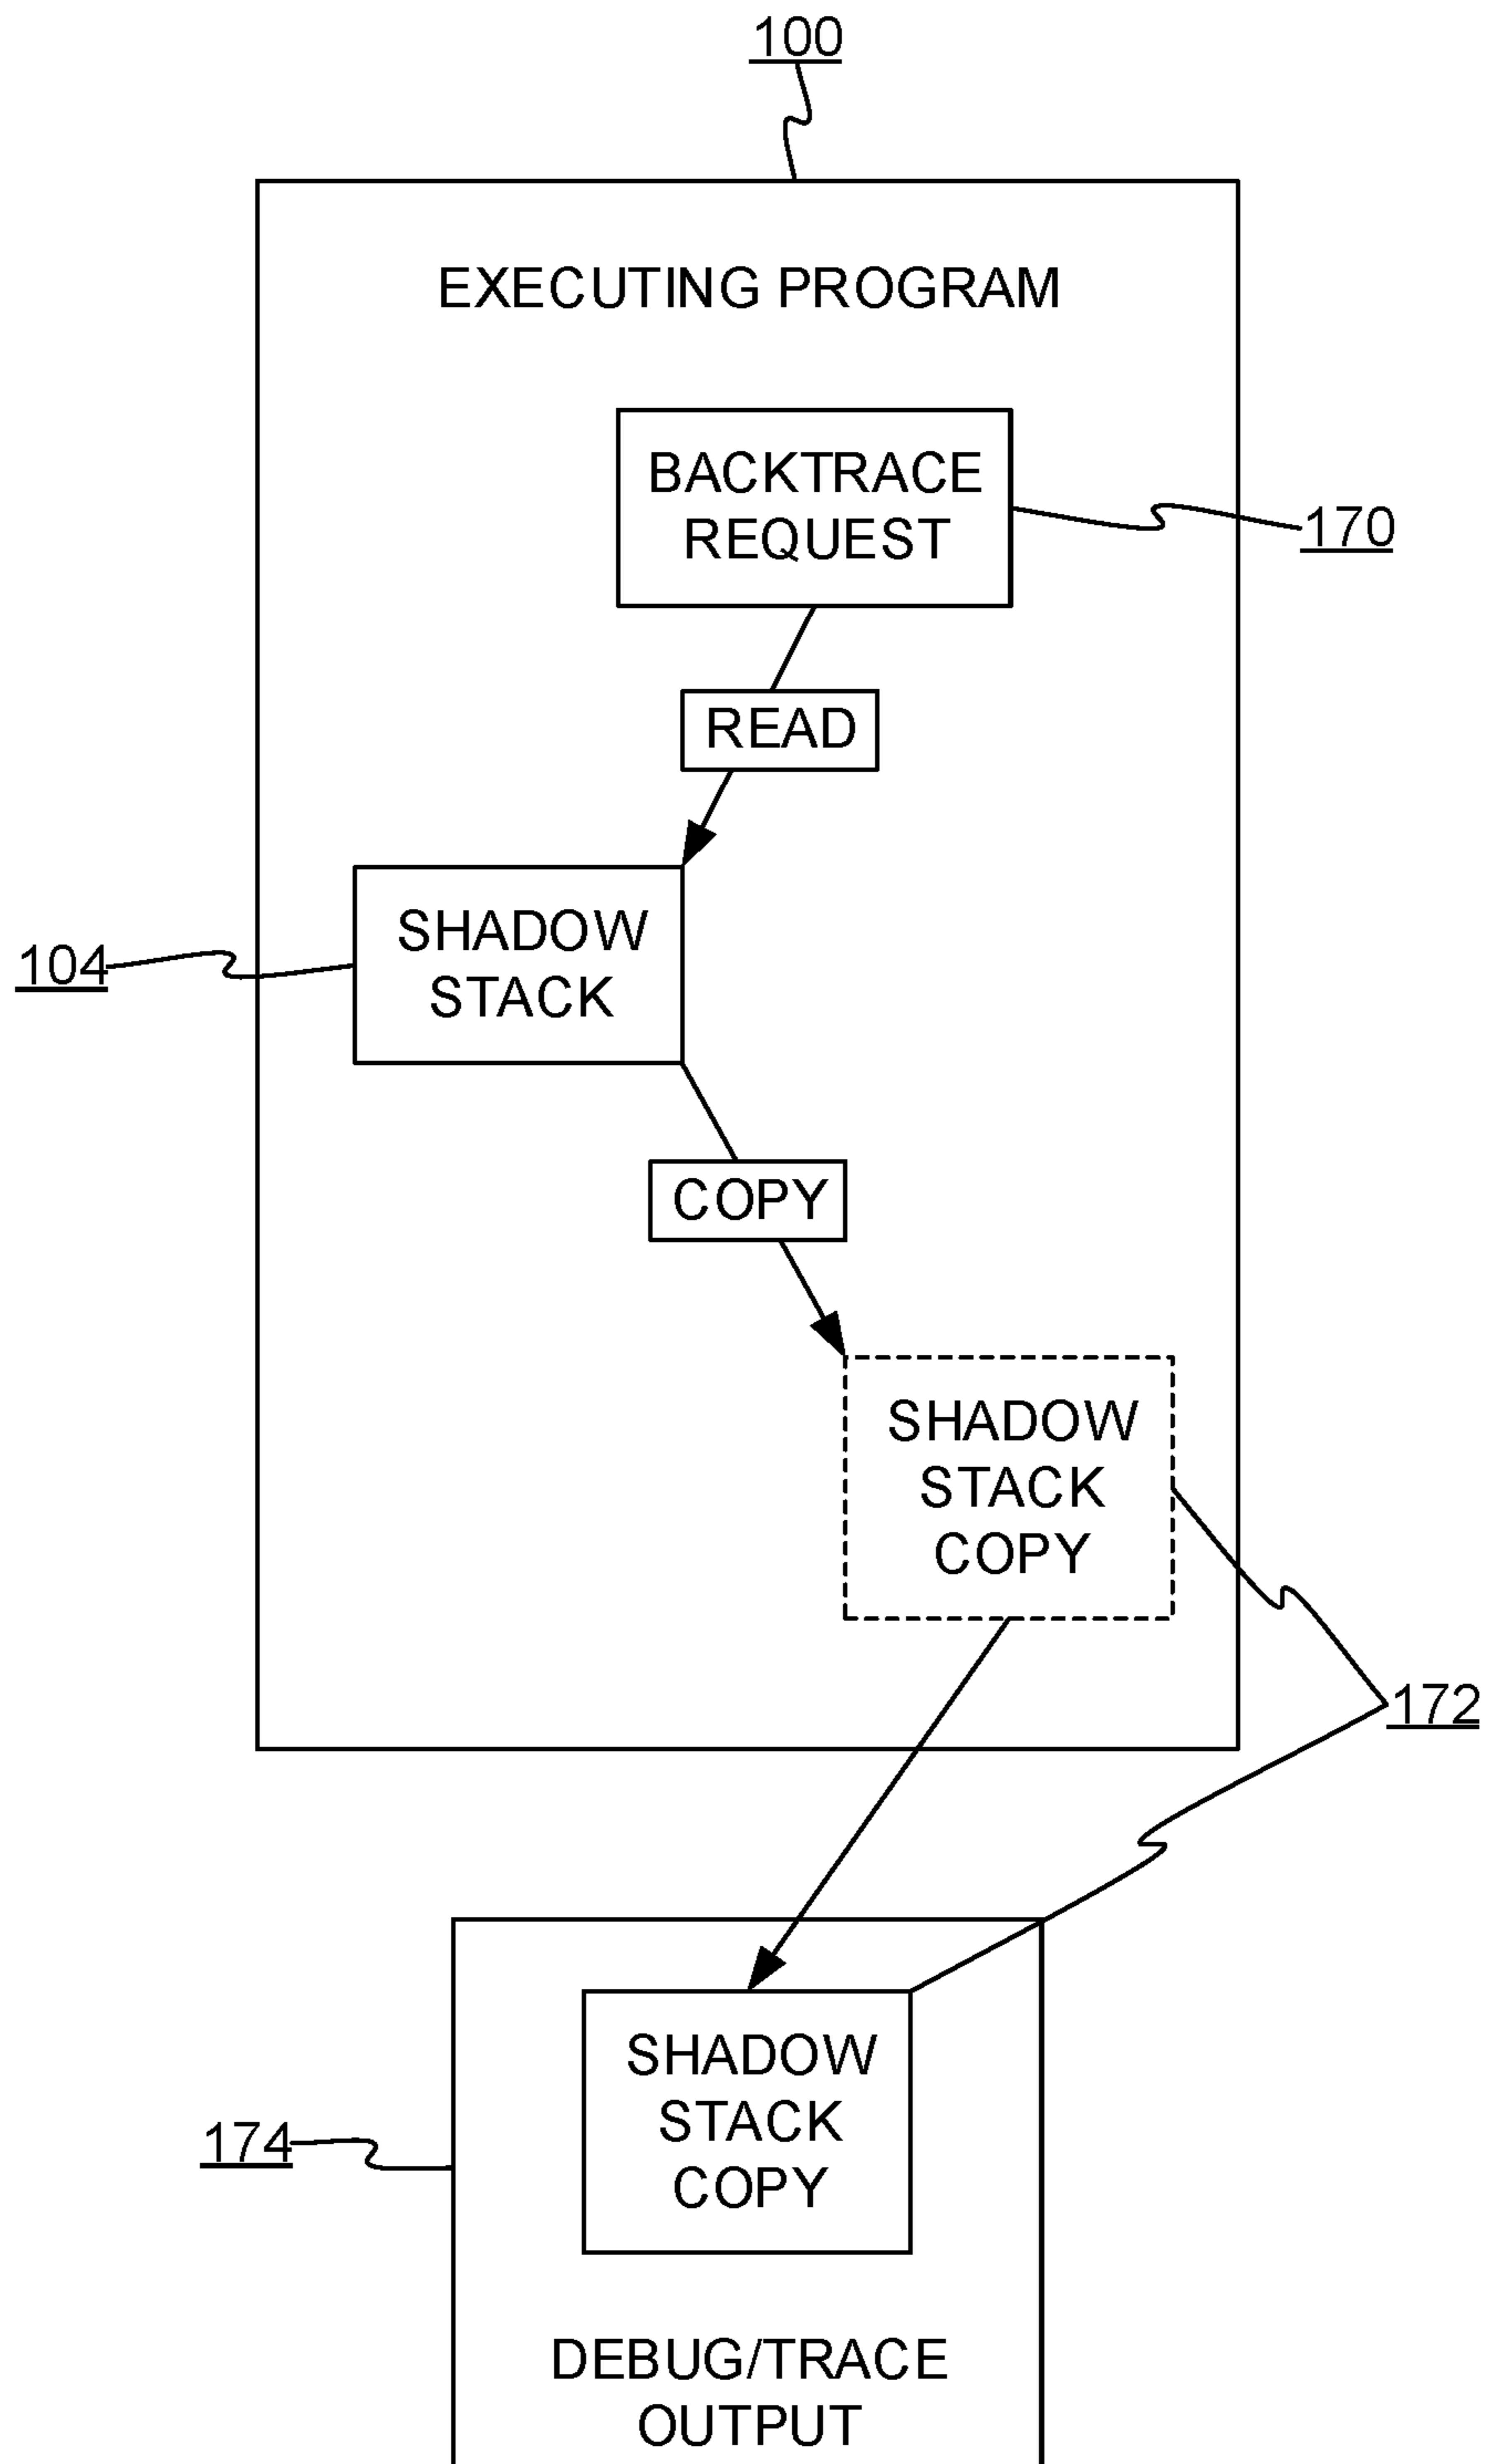 100
EXECUTING PROGRAM
BACKTRACE
REQUEST
170
READ
SHADOW
STACK
104
COPY
SHADOW
STACK
COPY
172
SHADOW
STACK
COPY
174
DEBUG/TRACE
OUTPUT